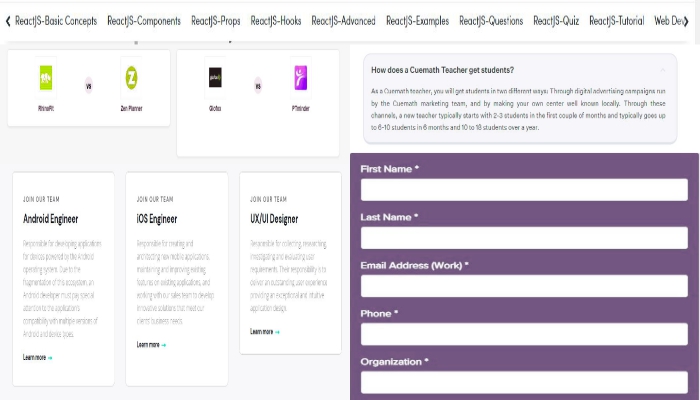 ReactJS-Basic Concepts ReactJS-Components ReactJS-Props ReactJS-Hooks ReactJS-Advanced ReactJS-Examples ReactJS-Questions ReactJS-Quiz ReactJS-Tutorial Web Dev
VS
RhinoFit
Zen Planner
glofox
VS
Glofox
PTminder
JOIN OUR TEAM
Android Engineer
Responsible for developing applications
for devices powered by the Android
operating system. Due to the
fragmentation of this ecosystem, an
Android developer must pay special
attention to the application's
compatibility with multiple versions of
Android and device types.
Learn more →
JOIN OUR TEAM
iOS Engineer
Responsible for creating and
architecting new mobile applications,
maintaining and improving existing
features on existing applications, and
working with our sales team to develop
innovative solutions that meet our
clients' business needs.
Learn more →
JOIN OUR TEAM
UX/UI Designer
Responsible for collecting, researching,
investigating and evaluating user
requirements. Their responsibility is to
deliver an outstanding user experience
providing an exceptional and intuitive
application design.
Learn more →
How does a Cuemath Teacher get students?
As a Cuemath teacher, you will get students in two different ways: Through digital advertising campaigns run
by the Cuemath marketing team, and by making your own center well known locally. Through these
channels, a new teacher typically starts with 2-3 students in the first couple of months and typically goes up
to 6-10 students in 6 months and 10 to 18 students over a year.
First Name *
Last Name *
Email Address (Work) *
Phone *
Organization *